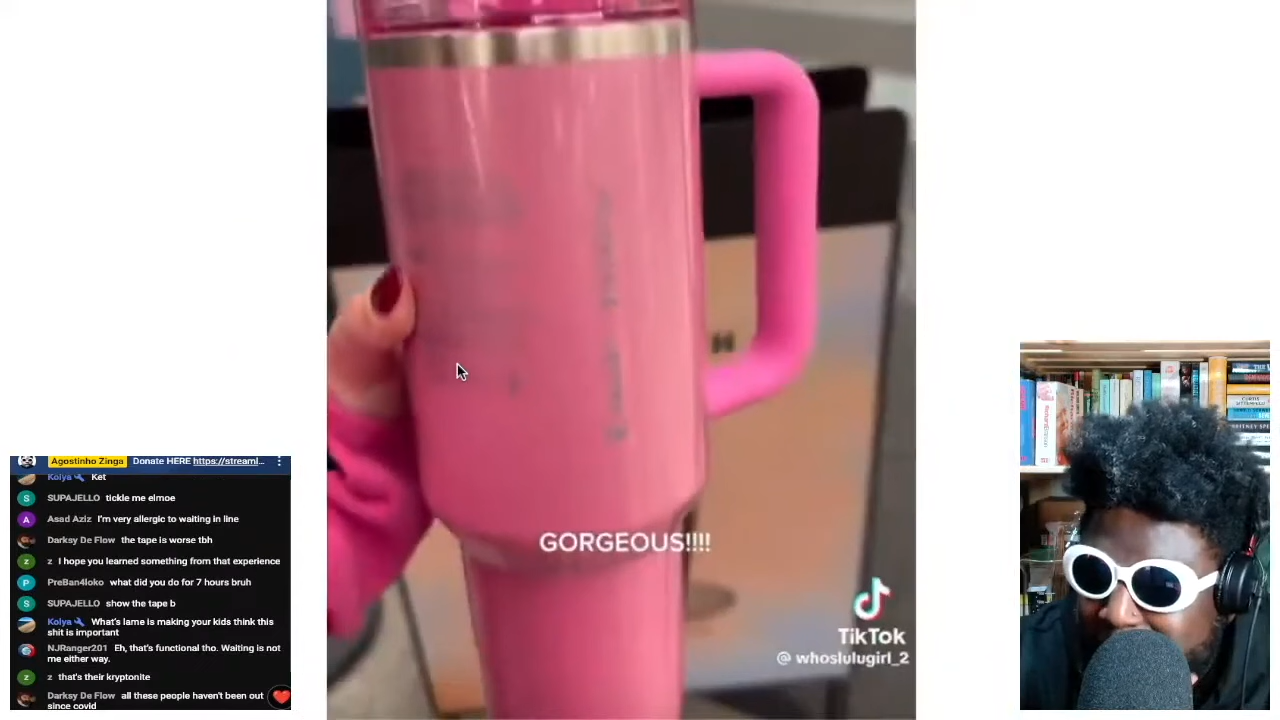 Agostinho Zinga Donate HERE https://streaml...
Kolya Ket
SUPAJELLO tickle me elmoe
Asad Aziz I'm very allergic to waiting in line
Darksy De Flow the tape is worse tbh
z I hope you learned something from that experience
PreBan4loko what did you do for 7 hours bruh
SUPAJELLO show the tape b
Kolya What's lame is making your kids think this
shit is important
NJRanger201 Eh, that's functional tho. Waiting is not
me either way.
z that's their kryptonite
Darksy De Flow all these people haven't been out
since covid
GORGEOUS!!!!
TikTok
@ whoslulugirl_2